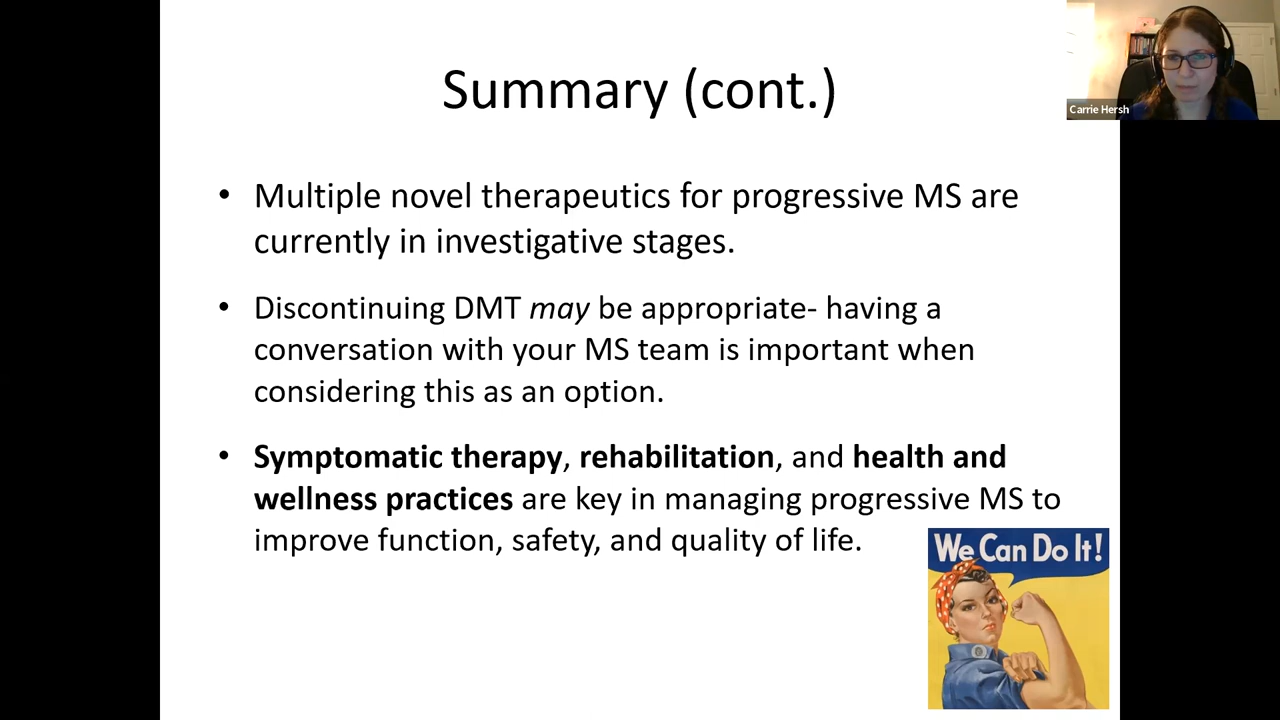 Summary (cont.)
Carrie Hersh
• Multiple novel therapeutics for progressive MS are
currently in investigative stages.
• Discontinuing DMT may be appropriate- having a
conversation with your MS team is important when
considering this as an option.
• Symptomatic therapy, rehabilitation, and health and
wellness practices are key in managing progressive MS to
improve function, safety, and quality of life.
We Can Do It!